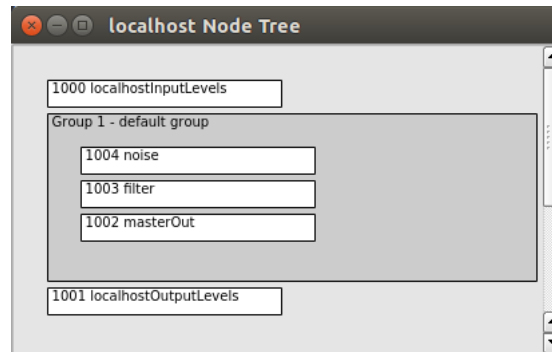 localhost Node Tree
1000 localhostInputLevels
Group 1 - default group
1004 noise
1003 filter
1002 masterOut
1001 localhostOutputLevels